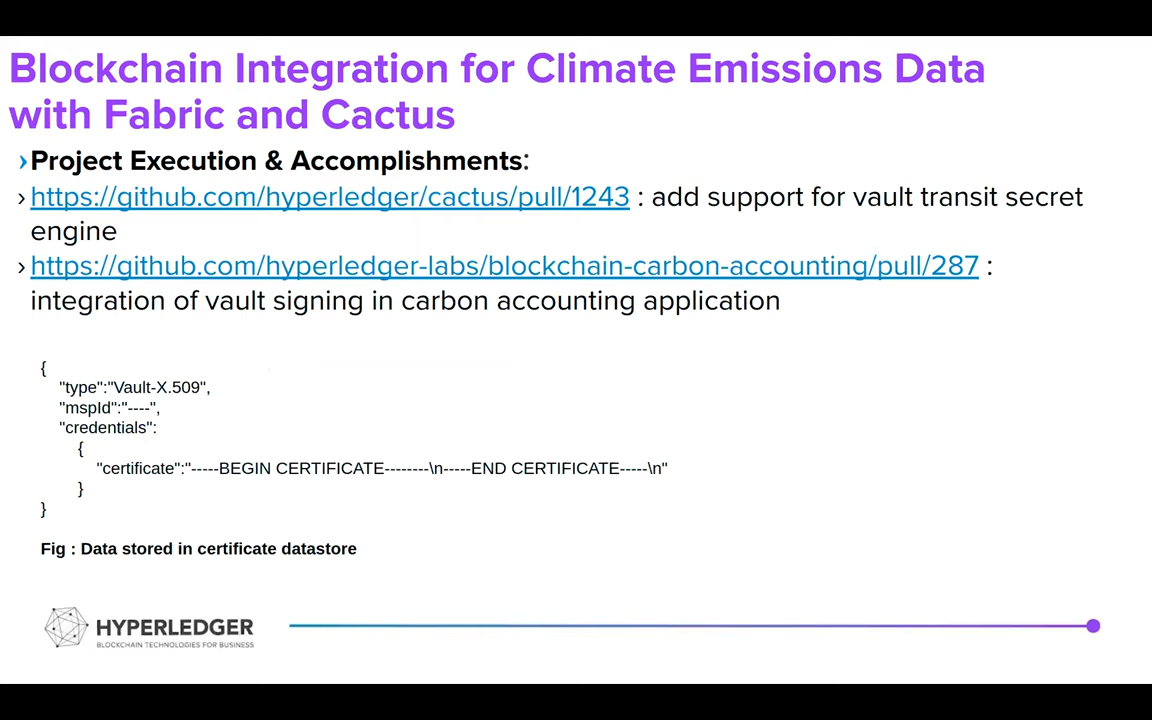 Blockchain Integration for Climate Emissions Data
with Fabric and Cactus
›Project Execution & Accomplishments:
› https://github.com/hyperledger/cactus/pull/1243 : add support for vault transit secret
engine
› https://github.com/hyperledger-labs/blockchain-carbon-accounting/pull/287 :
integration of vault signing in carbon accounting application
{
"type":"Vault-X.509",
"mspId":"----",
"credentials":
{
"certificate":"-----BEGIN CERTIFICATE--------\n-----END CERTIFICATE-----\n"
}
}
Fig : Data stored in certificate datastore
HYPERLEDGER
BLOCKCHAIN TECHNOLOGIES FOR BUSINESS